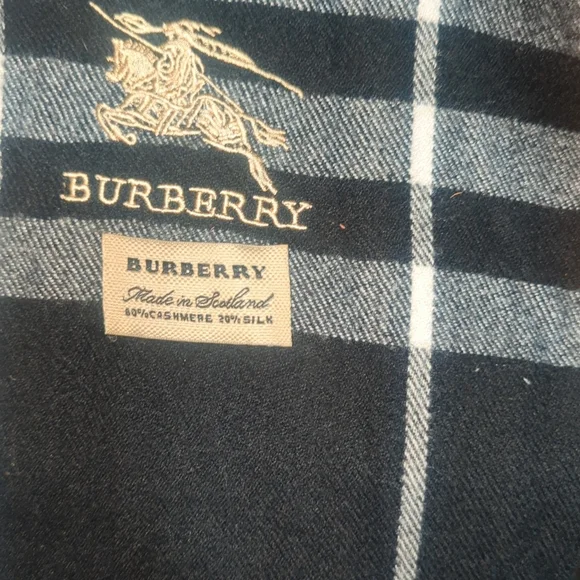 BURBERRY
BURBERRY
Made in Scotland
80%CASHMERE 20%SILK